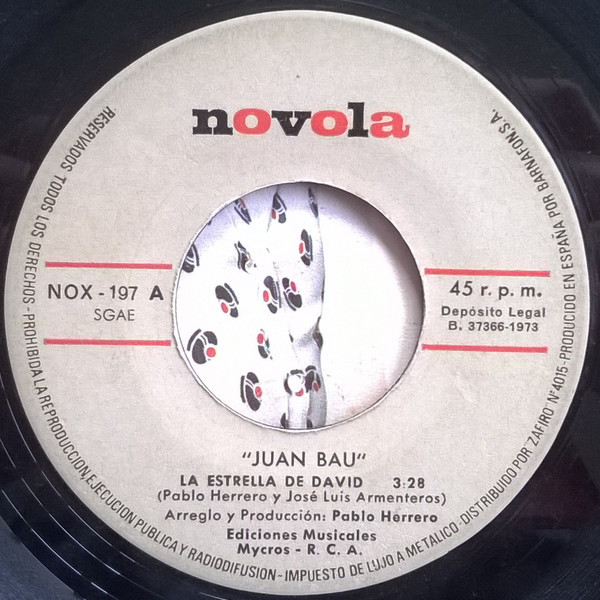 novola
NOX - 197 A
SGAE
45 r. p. m.
Depósito Legal
B. 37366-1973
"JUAN BAU"
LA ESTRELLA DE DAVID 3:28
(Pablo Herrero y José Luis Armenteros)
Arreglo y Producción: Pablo Herrero
Ediciones Musicales
Mycros - R. C. A.
RESERVADOS TODOS LOS DERECHOS - PROHIBIDA LA REPRODUCCION, EJECUCION PUBLICA Y RADIODIFUSION - IMPUESTO DE LUJO A METALICO - DISTRIBUIDO POR ZAFIRO Nº 4015 - PRODUCIDO EN ESPAÑA POR BARNAFON, S. A.